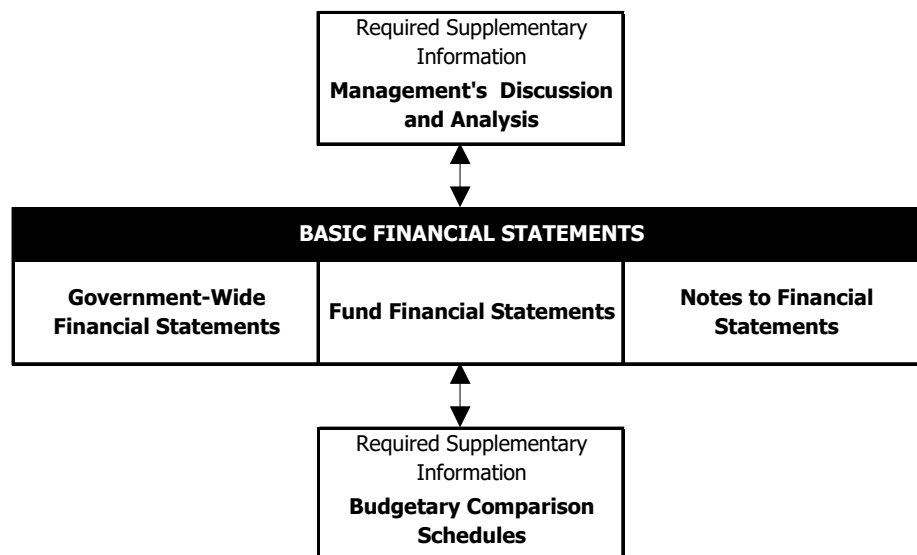 Required Supplementary
Information
Management's Discussion
and Analysis
BASIC FINANCIAL STATEMENTS
Government-Wide
Financial Statements
Fund Financial Statements
Notes to Financial
Statements
Required Supplementary
Information
Budgetary Comparison
Schedules